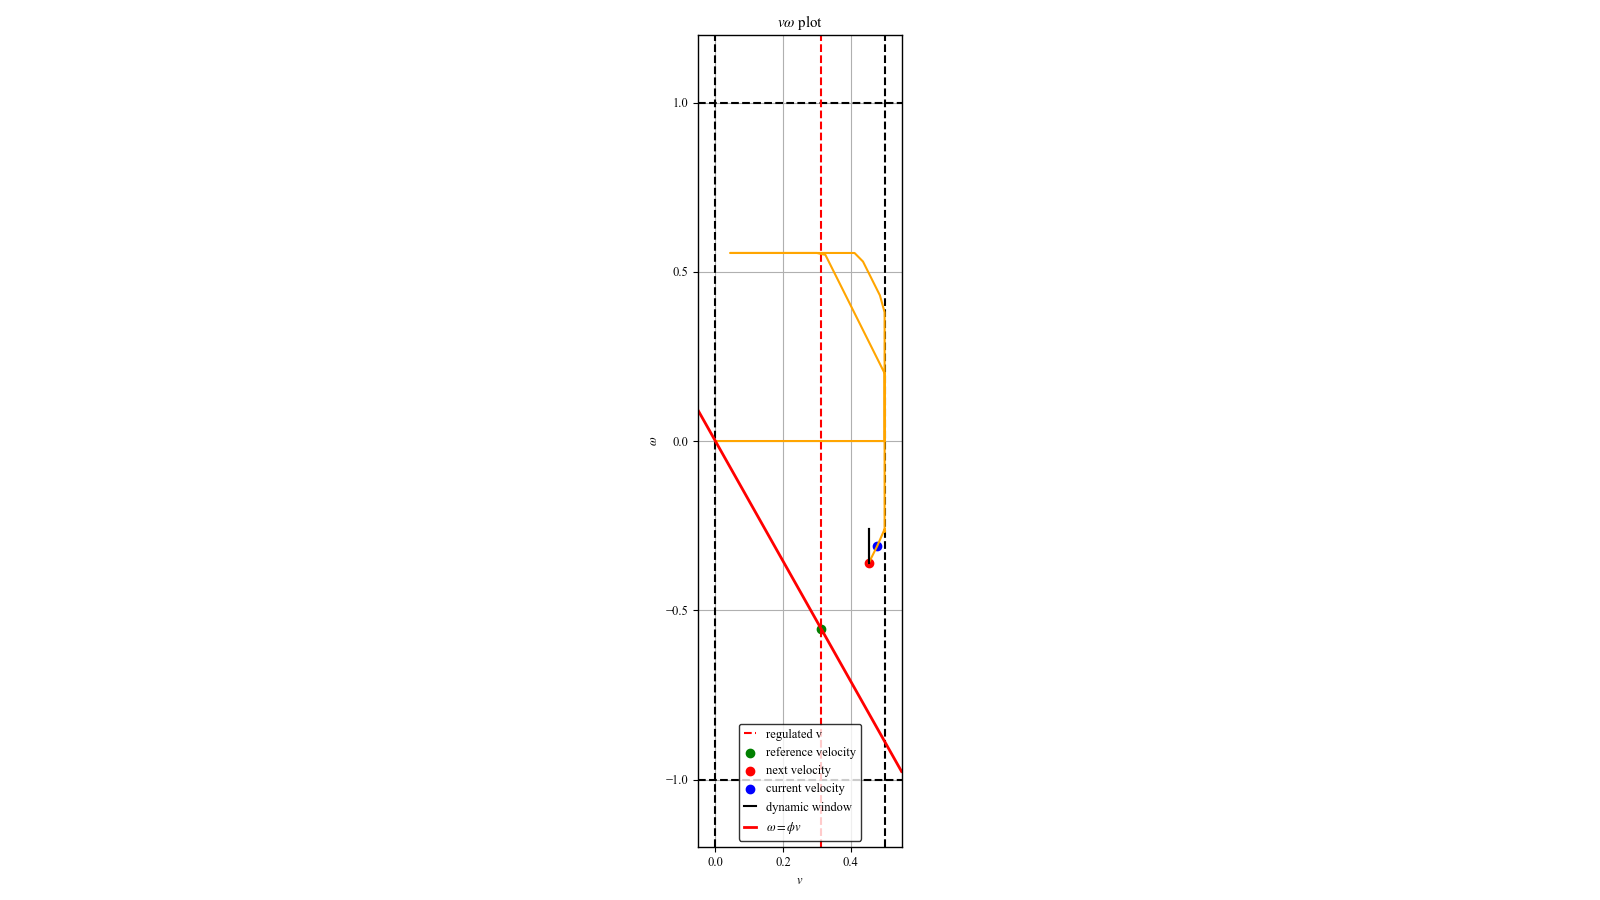 vω plot
1.0
0.5
0.0
−0.5
−1.0
ω
0.0 0.2 0.4
v
regulated v
reference velocity
next velocity
current velocity
dynamic window
ω = ϕv